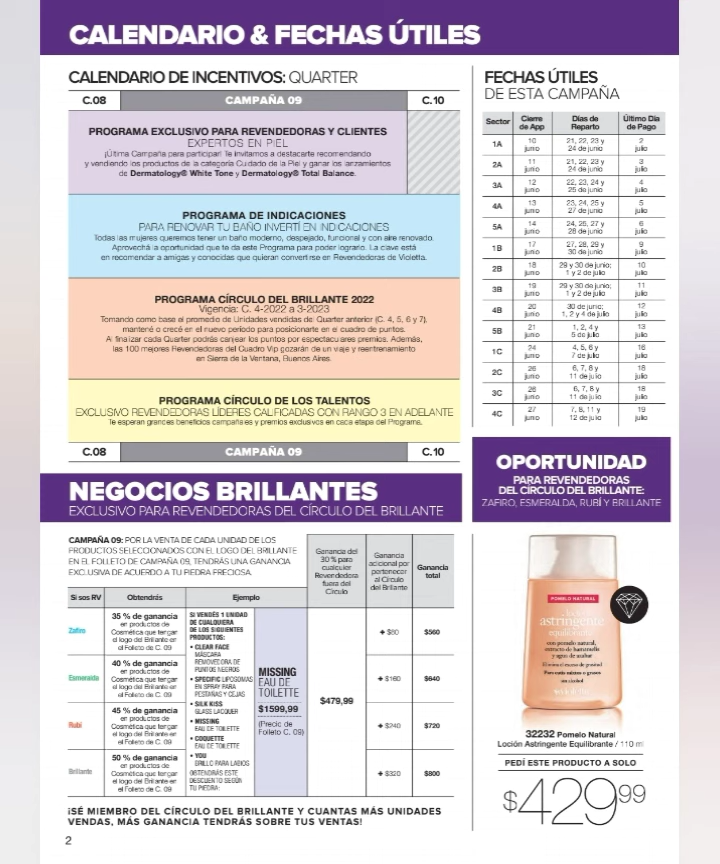 CALENDARIO & FECHAS ÚTILES
CALENDARIO DE INCENTIVOS: QUARTER
C.08 CAMPAÑA 09 C.10
PROGRAMA EXCLUSIVO PARA REVENDEDORAS Y CLIENTES
EXPERTOS EN PIEL
¡Última Campaña para participar! Te invitamos a destacarte recomendando
y vendiendo los productos de la categoría Cuidado de la Piel y ganar los lanzamientos
de Dermatology® White Tone y Dermatology® Total Balance.
PROGRAMA DE INDICACIONES
PARA RENOVAR TU BAÑO INVERTÍ EN INDICACIONES
Todas las mujeres queremos tener un baño moderno, despejado, funcional y con aire renovado.
Aprovechá la oportunidad que te da este Programa para poder lograrlo. La clave está
en recomendar a amigas y conocidas que quieran convertirse en Revendedoras de Violetta.
PROGRAMA CÍRCULO DEL BRILLANTE 2022
Vigencia: C. 4-2022 a 3-2023
Tomando como base el promedio de Unidades vendidas de: Quarter anterior (C. 4, 5, 6 y 7),
mantené o crecé en el nuevo período para posicionarte en el cuadro de puntos.
Al finalizar cada Quarter podrás canjear los puntos por espectaculares premios. Además,
las 100 mejores Revendedoras del Cuadro Vip gozarán de un viaje y reentrenamiento
en Sierra de la Ventana, Buenos Aires.
PROGRAMA CÍRCULO DE LOS TALENTOS
EXCLUSIVO REVENDEDORAS LÍDERES CALIFICADAS CON RANGO 3 EN ADELANTE
Te esperan grandes beneficios campañales y premios exclusivos en cada etapa del Programa.
C.08 CAMPAÑA 09 C.10
FECHAS ÚTILES
DE ESTA CAMPAÑA
Sector Cierre de App Días de Reparto Último Día de Pago
1A 10 junio 21, 22, 23 y 24 de junio 2 julio
2A 11 junio 21, 22, 23 y 24 de junio 3 julio
3A 12 junio 22, 23, 24 y 25 de junio 4 julio
4A 13 junio 23, 24, 25 y 27 de junio 5 julio
5A 14 junio 24, 25, 27 y 28 de junio 6 julio
1B 17 junio 27, 28, 29 y 30 de junio 9 julio
2B 18 junio 29 y 30 de junio; 1 y 2 de julio 10 julio
3B 19 junio 29 y 30 de junio; 1 y 2 de julio 11 julio
4B 20 junio 30 de junio; 1, 2 y 4 de julio 12 julio
5B 21 junio 1, 2, 4 y 5 de julio 13 julio
1C 24 junio 4, 5, 6 y 7 de julio 16 julio
2C 26 junio 6, 7, 8 y 11 de julio 18 julio
3C 26 junio 6, 7, 8 y 11 de julio 18 julio
4C 27 junio 7, 8, 11 y 12 de julio 19 julio
NEGOCIOS BRILLANTES
EXCLUSIVO PARA REVENDEDORAS DEL CÍRCULO DEL BRILLANTE
CAMPAÑA 09: POR LA VENTA DE CADA UNIDAD DE LOS
PRODUCTOS SELECCIONADOS CON EL LOGO DEL BRILLANTE
EN EL FOLLETO DE CAMPAÑA 09, TENDRÁS UNA GANANCIA
EXCLUSIVA DE ACUERDO A TU PIEDRA PRECIOSA.
Ganancia del
30 % para
cualquier
Revendedora
fuera del
Círculo
Ganancia
adicional por
pertenecer
al Círculo
del Brillante
Ganancia
total
Si sos RV Obtendrás Ejemplo
Zafiro
35 % de ganancia
en productos de
Cosmética que tengan
el logo del Brillante en
el Folleto de C. 09
Esmeralda
40 % de ganancia
en productos de
Cosmética que tengan
el logo del Brillante en
el Folleto de C. 09
Rubí
45 % de ganancia
en productos de
Cosmética que tengan
el logo del Brillante en
el Folleto de C. 09
Brillante
50 % de ganancia
en productos de
Cosmética que tengan
el logo del Brillante en
el Folleto de C. 09
SI VENDÉS 1 UNIDAD
DE CUALQUIERA
DE LOS SIGUIENTES
PRODUCTOS:
• CLEAR FACE
MÁSCARA
REMOVEDORA DE
PUNTOS NEGROS
• SPECIFIC LIPOSOMAS
EN SPRAY PARA
PESTAÑAS Y CEJAS
• SILK KISS
GLASS LACQUER
• MISSING
EAU DE TOILETTE
• COQUETTE
EAU DE TOILETTE
• YOU
BRILLO PARA LABIOS
OBTENDRÁS ESTE
DESCUENTO SEGÚN
TU PIEDRA:
MISSING
EAU DE
TOILETTE
$1599,99
(Precio de
Folleto C. 09)
$479,99
+ $80 $560
+ $160 $640
+ $240 $720
+ $320 $800
¡SÉ MIEMBRO DEL CÍRCULO DEL BRILLANTE Y CUANTAS MÁS UNIDADES
VENDAS, MÁS GANANCIA TENDRÁS SOBRE TUS VENTAS!
2
OPORTUNIDAD
PARA REVENDEDORAS
DEL CÍRCULO DEL BRILLANTE:
ZAFIRO, ESMERALDA, RUBÍ Y BRILLANTE
POMELO NATURAL
loción
astringente
equilibrante
con pomelo natural,
extracto de hamamelis
y agua de azahar
Para cutis mixtos o grasos
sin alcohol
violetta
32232 Pomelo Natural
Loción Astringente Equilibrante / 110 ml
PEDÍ ESTE PRODUCTO A SOLO
$429⁹⁹